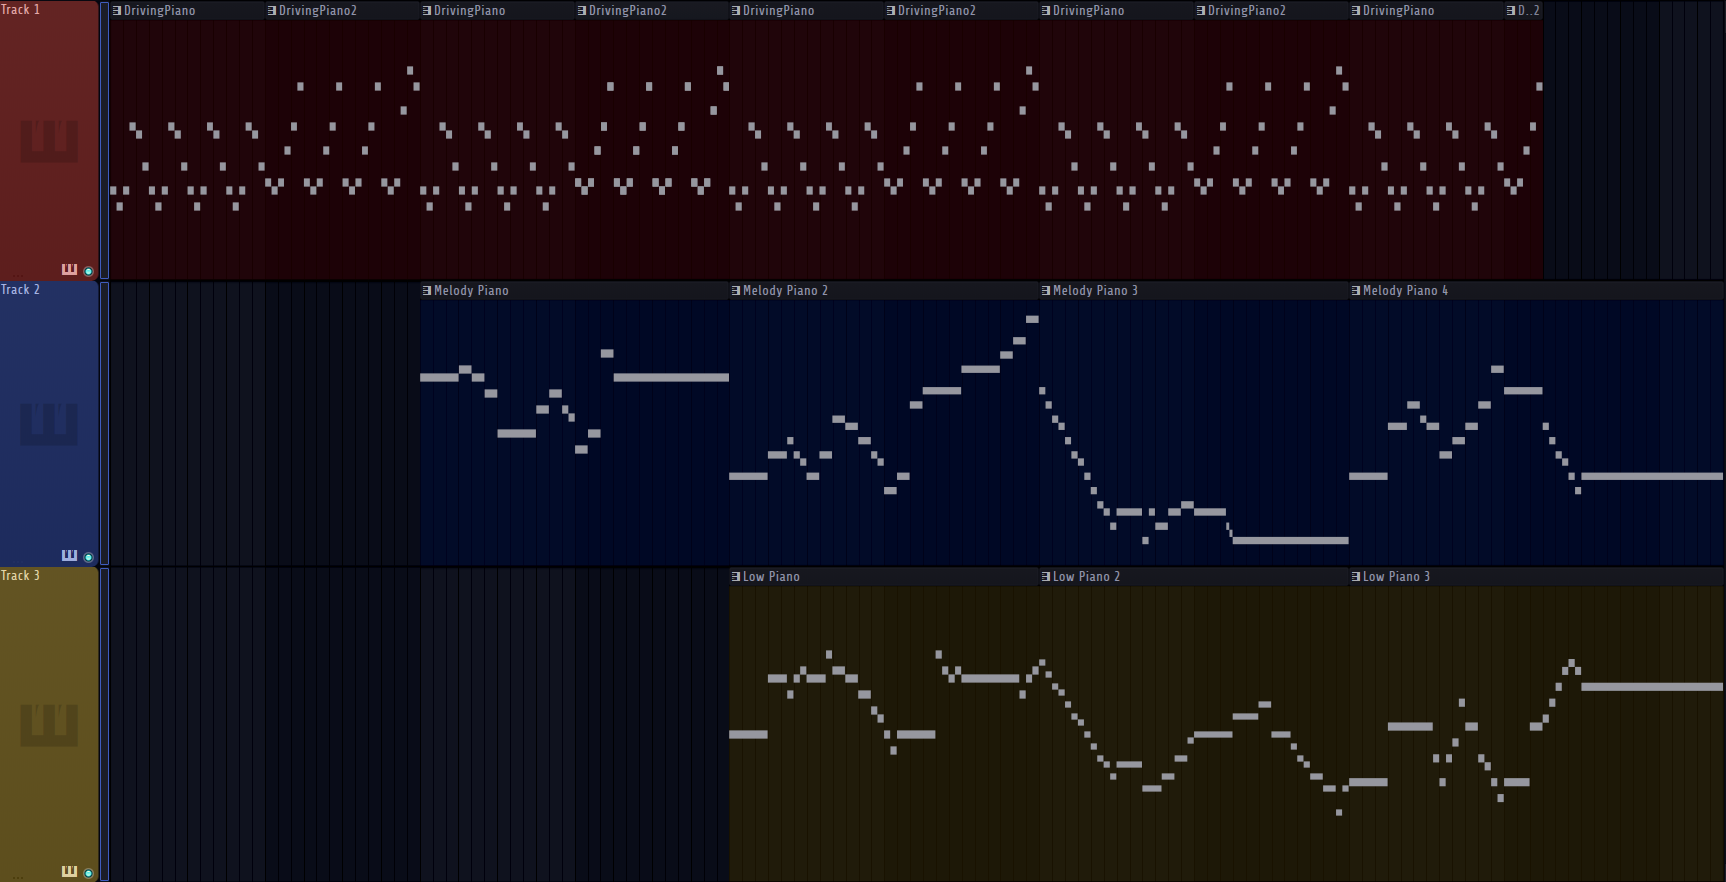 Track 1
DrivingPiano DrivingPiano2 DrivingPiano DrivingPiano2 DrivingPiano DrivingPiano2 DrivingPiano DrivingPiano2 DrivingPiano D..2
...
Track 2
Melody Piano Melody Piano 2 Melody Piano 3 Melody Piano 4
Track 3
Low Piano Low Piano 2 Low Piano 3
...